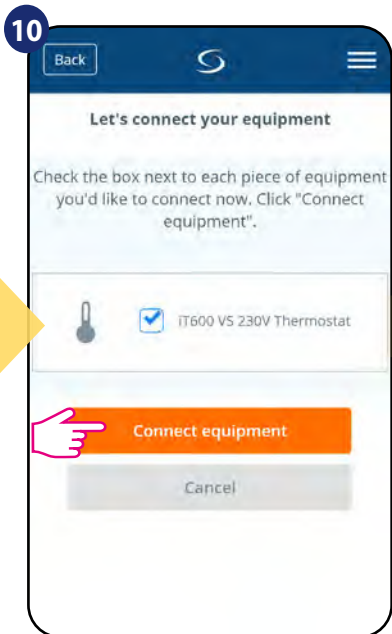 10
Back
Let's connect your equipment
Check the box next to each piece of equipment
you'd like to connect now. Click "Connect
equipment".
iT600 VS 230V Thermostat
Connect equipment
Cancel